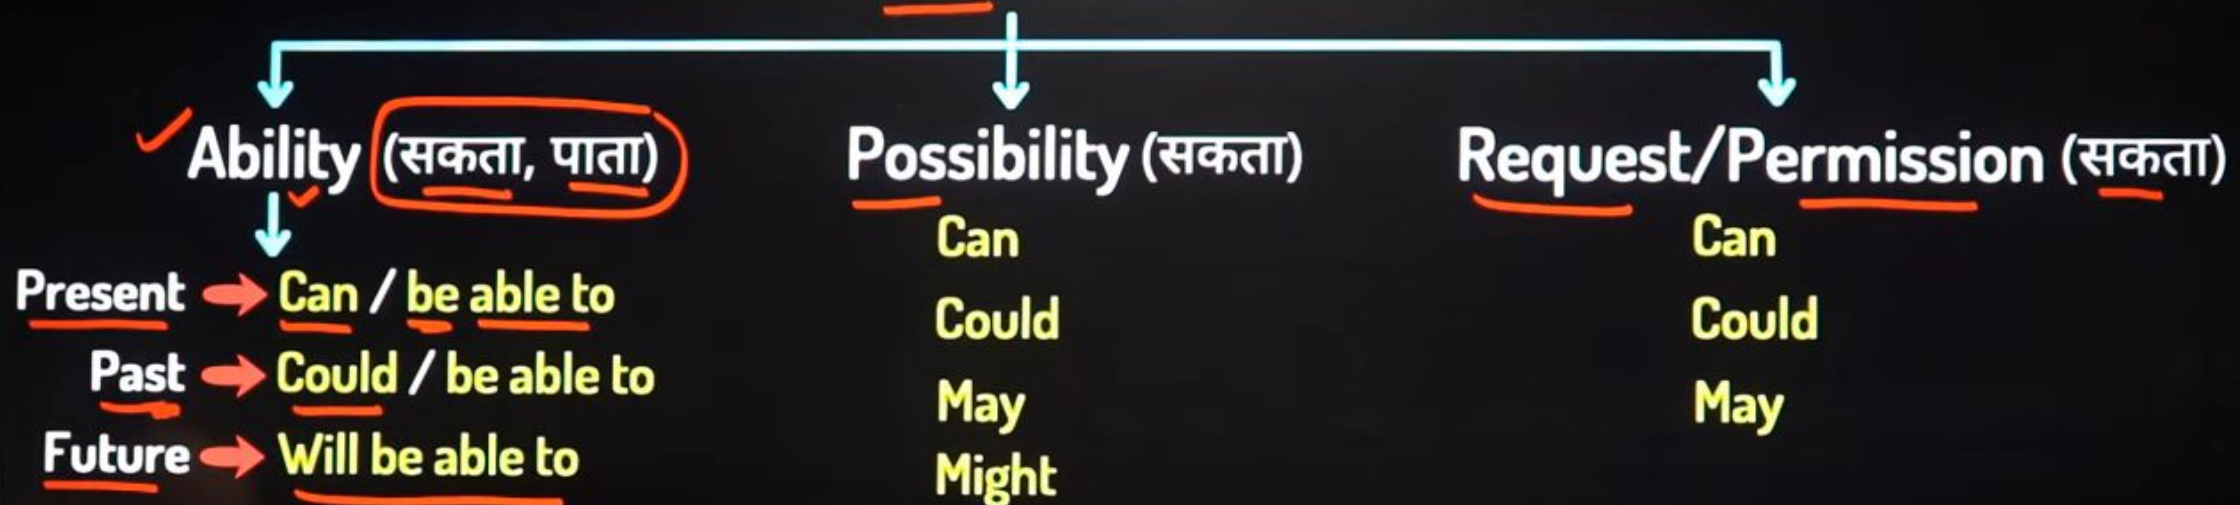 Ability (सकता, पाता)
Present Can / be able to
Past Could / be able to
Future Will be able to
Possibility (सकता)
Can
Could
May
Might
Request/Permission (सकता)
Can
Could
May